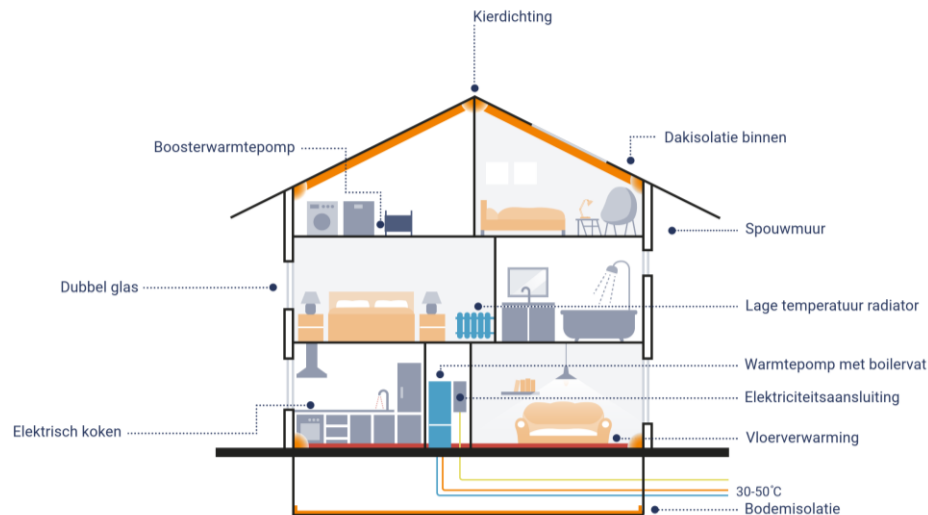 Kierdichting
Dakisolatie binnen
Boosterwarmtepomp
Spouwmuur
Dubbel glas
Lage temperatuur radiator
Warmtepomp met boilervat
Elektriciteitsaansluiting
Elektrisch koken
Vloerverwarming
30-50°C
Bodemisolatie